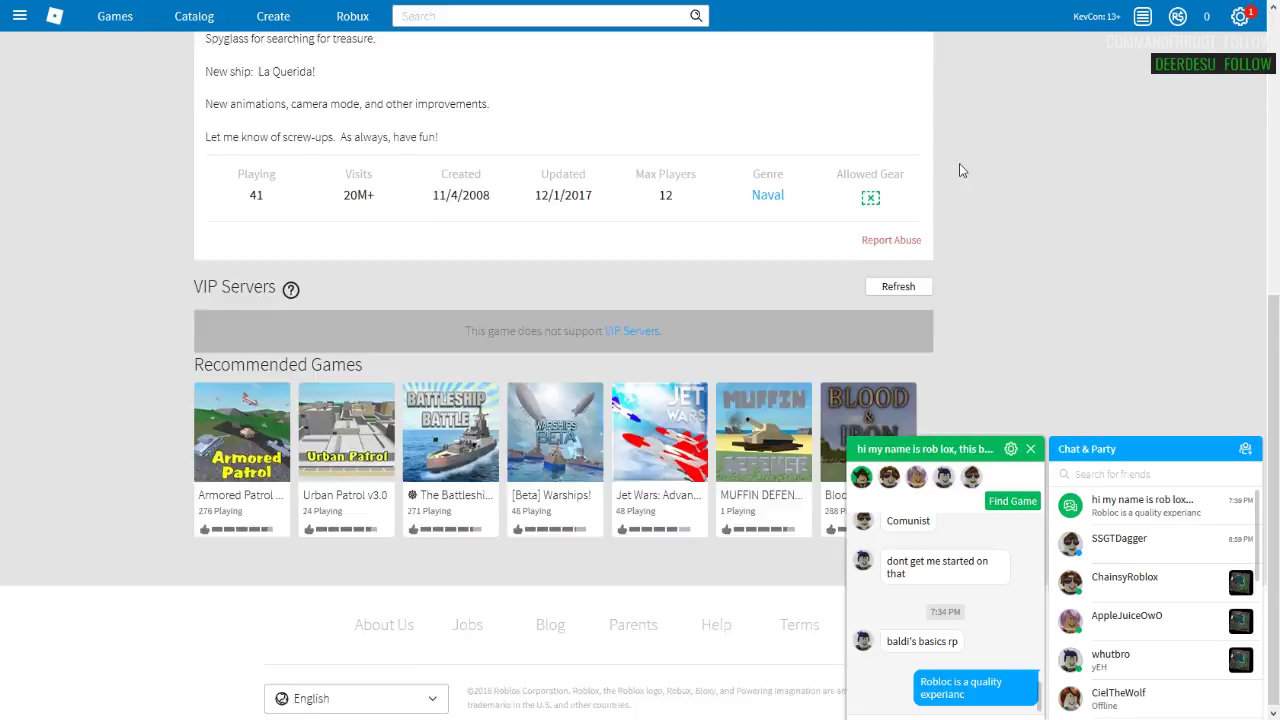 Games
Catalog
Create
Robux
Search
KevCon: 13+
0
1
COMMANDERBUTT FOLLOW
DEERDESU FOLLOW
Spyglass for searching for treasure.
New ship: La Querida!
New animations, camera mode, and other improvements.
Let me know of screw-ups. As always, have fun!
Playing
Visits
Created
Updated
Max Players
Genre
Allowed Gear
41
20M+
11/4/2008
12/1/2017
12
Naval
Report Abuse
VIP Servers
Refresh
This game does not support VIP Servers.
Recommended Games
Armored Patrol
Urban Patrol
BATTLESHIP BATTLE
WARSHIPS BETA
JET WARS
MUFFIN DEFENSE
BLOOD & IRON
Armored Patrol ...
276 Playing
Urban Patrol v3.0
24 Playing
The Battleshi...
271 Playing
[Beta] Warships!
48 Playing
Jet Wars: Advan...
48 Playing
MUFFIN DEFEN...
1 Playing
288 Play
hi my name is rob lox, this b...
Find Game
Comunist
dont get me started on
that
7:34 PM
baldi's basics rp
Robloc is a quality
experianc
Chat & Party
Search for friends
hi my name is rob lox...
7:39 PM
Robloc is a quality experianc
SSGTDagger
6:59 PM
ChainsyRoblox
AppleJuiceOwO
whutbro
yEH
CielTheWolf
Offline
About Us
Jobs
Blog
Parents
Help
Terms
English
©2018 Roblox Corporation. Roblox, the Roblox logo, Robux, Bloxy, and Powering Imagination are
trademarks in the U.S. and other countries.